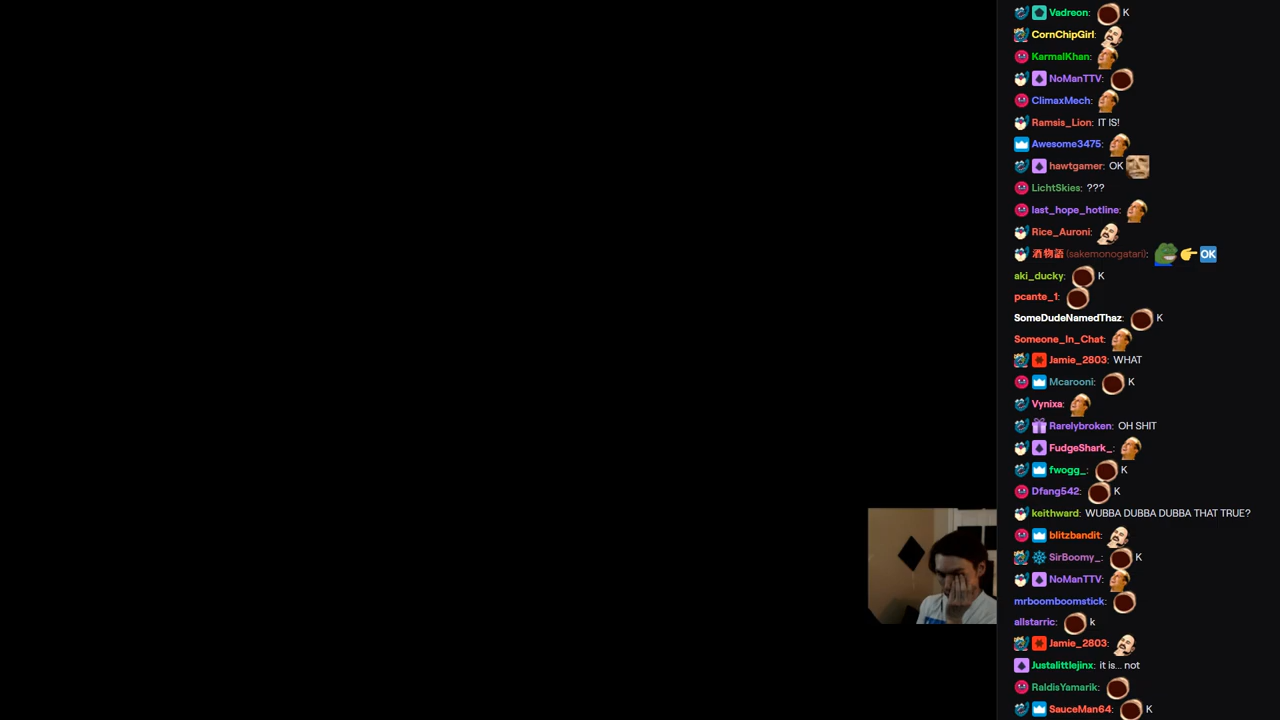 Vadreon: K
CornChipGirl:
KarmalKhan:
NoManTTV:
ClimaxMech:
Ramsis_Lion: IT IS!
Awesome3475:
hawtgamer: OK
LichtSkies: ???
last_hope_hotline:
Rice_Auroni:
酒物語 (sakemonogatari): OK
aki_ducky: K
pcante_1:
SomeDudeNamedThaz: K
Someone_In_Chat:
Jamie_2803: WHAT
Mcarooni: K
Vynixa:
Rarelybroken: OH SHIT
FudgeShark_:
fwogg_: K
Dfang542: K
keithward: WUBBA DUBBA DUBBA THAT TRUE?
blitzbandit:
SirBoomy_: K
NoManTTV:
mrboomboomstick:
allstarric: k
Jamie_2803:
Justalittlejinx: it is... not
RaldisYamarik:
SauceMan64: K